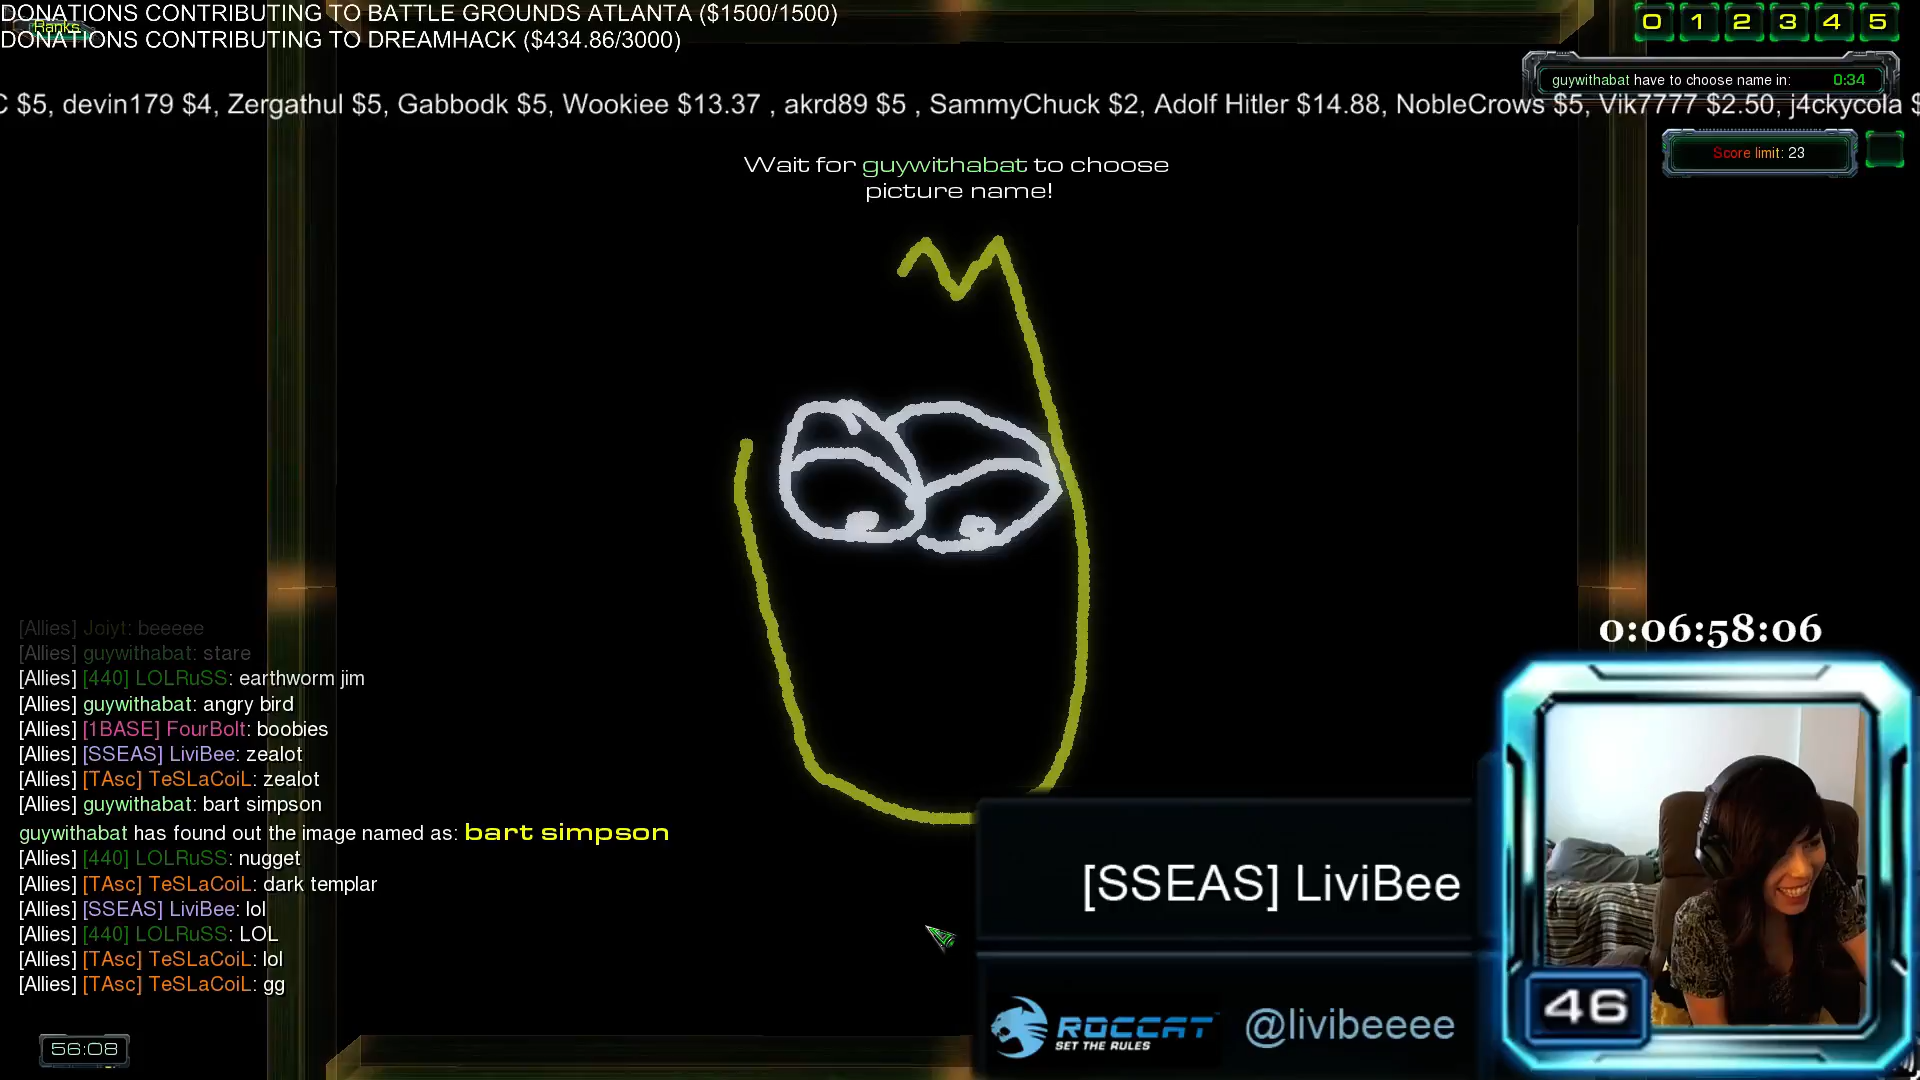 DONATIONS CONTRIBUTING TO BATTLE GROUNDS ATLANTA ($1500/1500)
Ranks
DONATIONS CONTRIBUTING TO DREAMHACK ($434.86/3000)
0 1 2 3 4 5
guywithabat have to choose name in: 0:34
C $5, devin179 $4, Zergathul $5, Gabbodk $5, Wookiee $13.37 , akrd89 $5 , SammyChuck $2, Adolf Hitler $14.88, NobleCrows $5, Vik7777 $2.50, j4ckycola $
Score limit: 23
Wait for guywithabat to choose
picture name!
[Allies] Joiyt: beeeee
[Allies] guywithabat: stare
[Allies] [440] LOLRuSS: earthworm jim
[Allies] guywithabat: angry bird
[Allies] [1BASE] FourBolt: boobies
[Allies] [SSEAS] LiviBee: zealot
[Allies] [TAsc] TeSLaCoiL: zealot
[Allies] guywithabat: bart simpson
guywithabat has found out the image named as: bart simpson
[Allies] [440] LOLRuSS: nugget
[Allies] [TAsc] TeSLaCoiL: dark templar
[Allies] [SSEAS] LiviBee: lol
[Allies] [440] LOLRuSS: LOL
[Allies] [TAsc] TeSLaCoiL: lol
[Allies] [TAsc] TeSLaCoiL: gg
56:08
0:06:58:06
[SSEAS] LiviBee
ROCCAT
SET THE RULES
@livibeeee
46